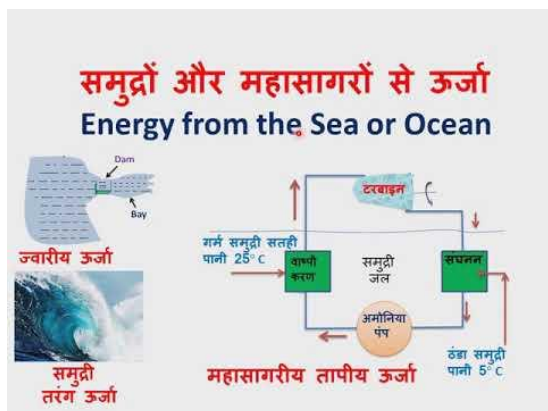 समुद्रों और महासागरों से ऊर्जा
Energy from the Sea or Ocean
Dam
Bay
ज्वारीय ऊर्जा
समुद्री
तरंग ऊर्जा
टरबाइन
गर्म समुद्री सतही
पानी 25° C
वाष्पी
करण
समुद्री
जल
संघनन
अमोनिया
पंप
ठंडा समुद्री
पानी 5° C
महासागरीय तापीय ऊर्जा